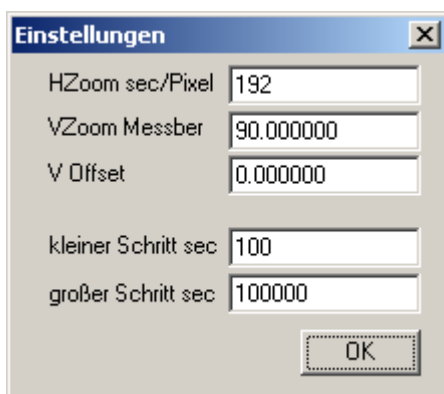 Einstellungen
HZoom sec/Pixel 192
VZoom Messber 90.000000
V Offset 0.000000
kleiner Schritt sec 100
großer Schritt sec 100000
OK